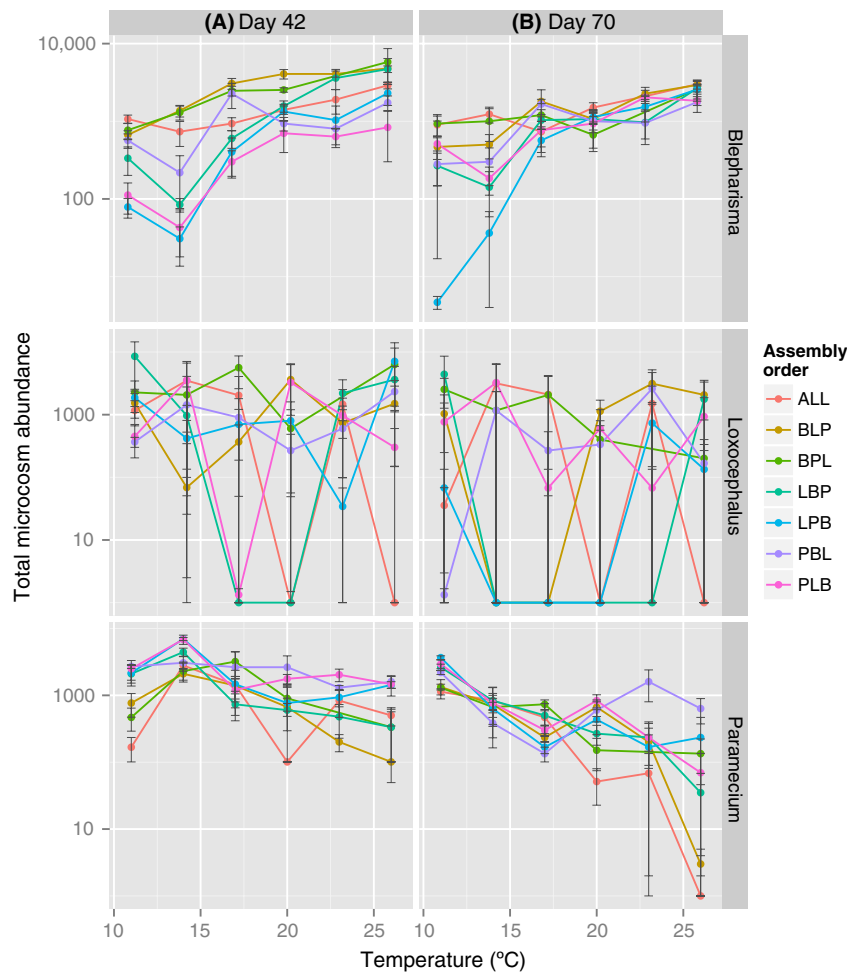 (A) Day 42
(B) Day 70
10,000
100
Blepharisma
Total microcosm abundance
1000
10
Loxocephalus
1000
10
Paramecium
10
15
20
25
10
15
20
25
Temperature (ºC)
Assembly
order
ALL
BLP
BPL
LBP
LPB
PBL
PLB